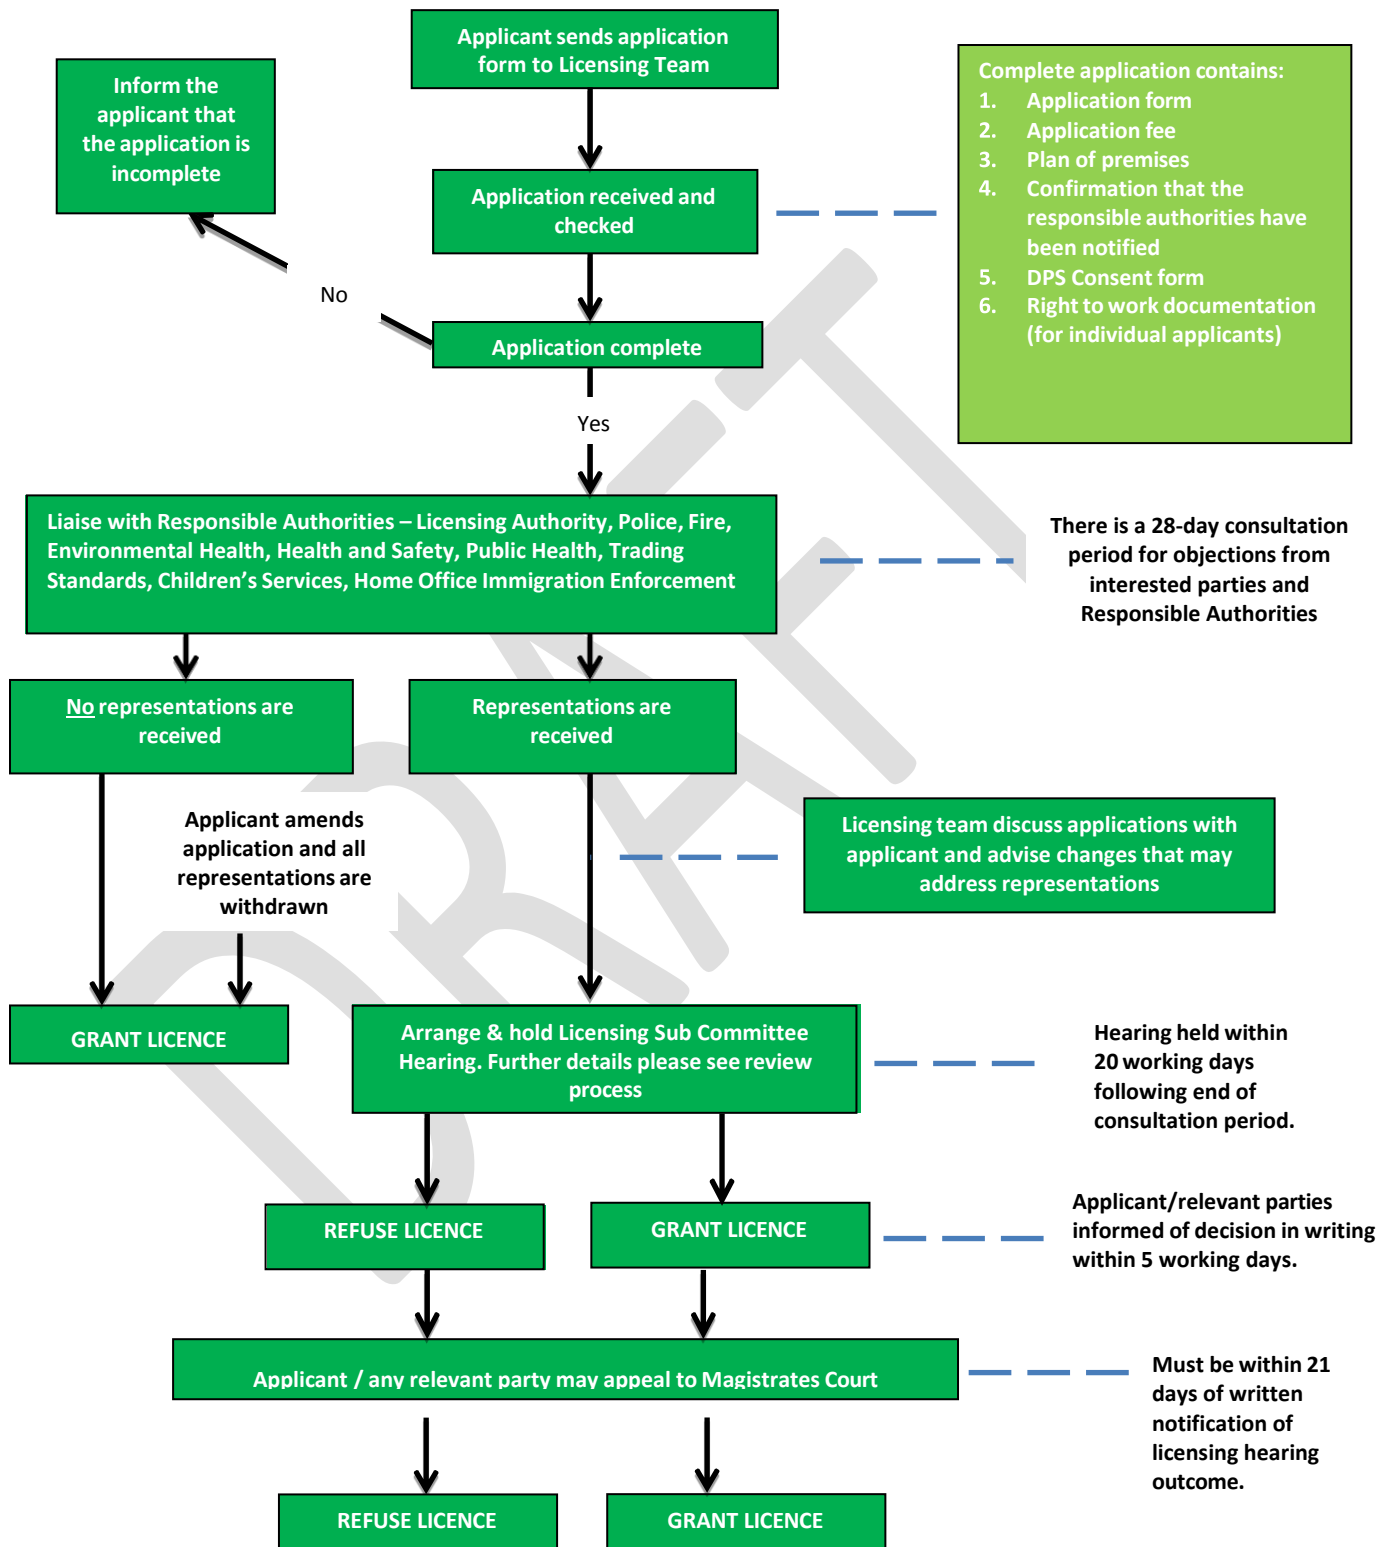 Applicant sends application
form to Licensing Team
Inform the
applicant that
the application is
incomplete
Complete application contains:
1. Application form
2. Application fee
3. Plan of premises
4. Confirmation that the
responsible authorities have
been notified
5. DPS Consent form
6. Right to work documentation
(for individual applicants)
Application received and
checked
No
Application complete
Yes
Liaise with Responsible Authorities – Licensing Authority, Police, Fire,
Environmental Health, Health and Safety, Public Health, Trading
Standards, Children’s Services, Home Office Immigration Enforcement
There is a 28-day consultation
period for objections from
interested parties and
Responsible Authorities
No representations are
received
Representations are
received
Applicant amends
application and all
representations are
withdrawn
Licensing team discuss applications with
applicant and advise changes that may
address representations
GRANT LICENCE
Arrange & hold Licensing Sub Committee
Hearing. Further details please see review
process
Hearing held within
20 working days
following end of
consultation period.
REFUSE LICENCE
GRANT LICENCE
Applicant/relevant parties
informed of decision in writing
within 5 working days.
Applicant / any relevant party may appeal to Magistrates Court
Must be within 21
days of written
notification of
licensing hearing
outcome.
REFUSE LICENCE
GRANT LICENCE
DRAFT